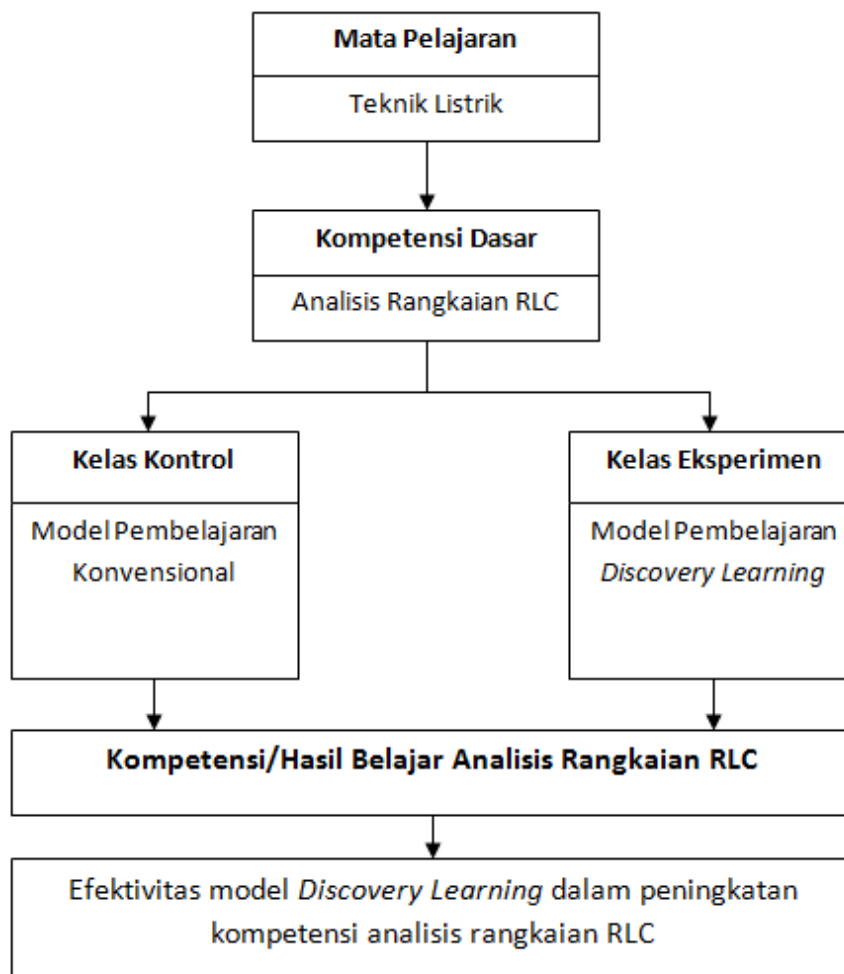 Mata Pelajaran
Teknik Listrik
Kompetensi Dasar
Analisis Rangkaian RLC
Kelas Kontrol
Model Pembelajaran
Konvensional
Kelas Eksperimen
Model Pembelajaran
Discovery Learning
Kompetensi/Hasil Belajar Analisis Rangkaian RLC
Efektivitas model Discovery Learning dalam peningkatan
kompetensi analisis rangkaian RLC